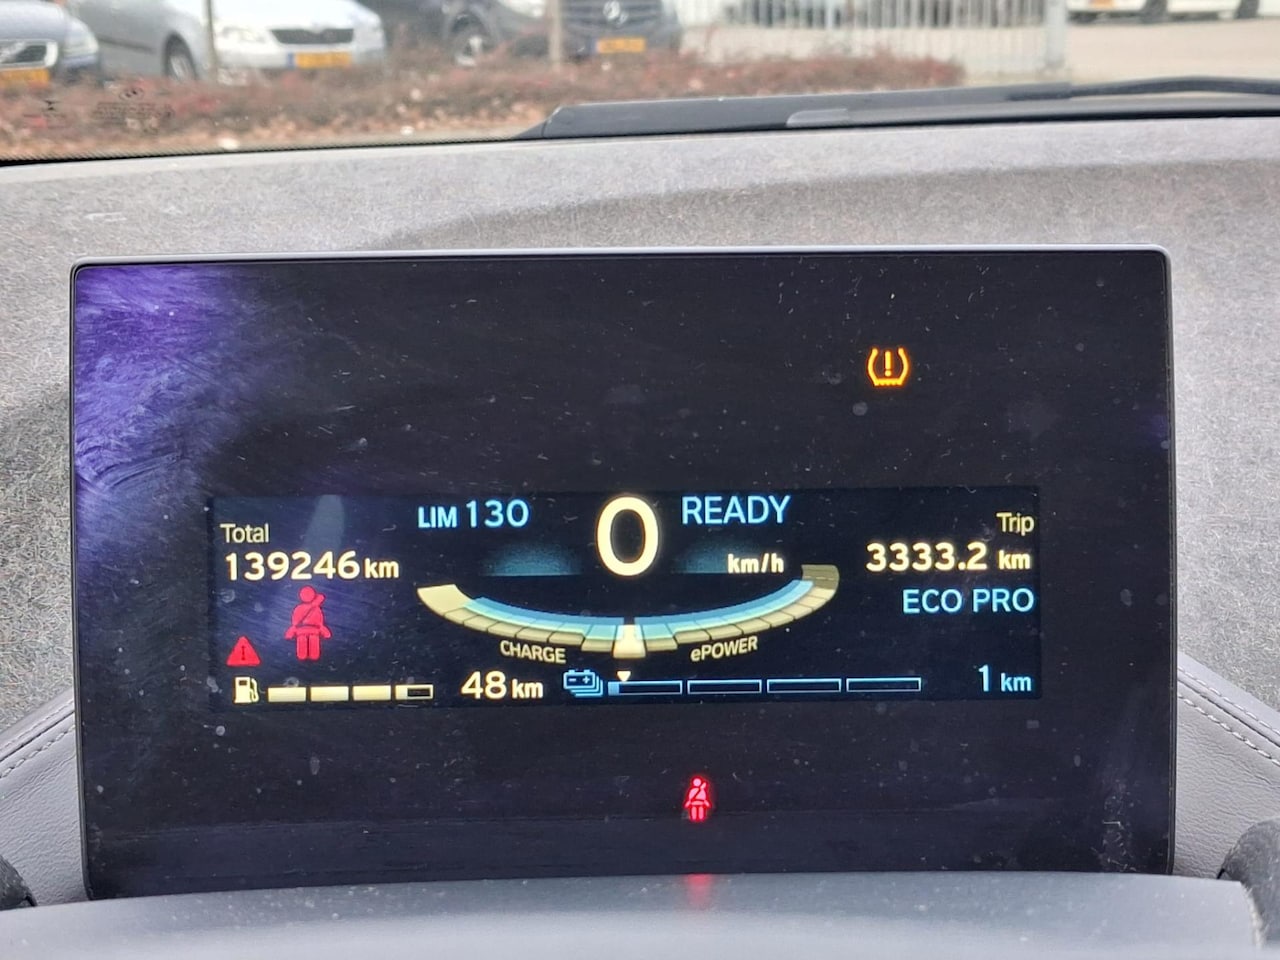 LIM 130
0
READY
km/h
Total
139246 km
Trip
3333.2 km
ECO PRO
CHARGE
ePOWER
48 km
1 km